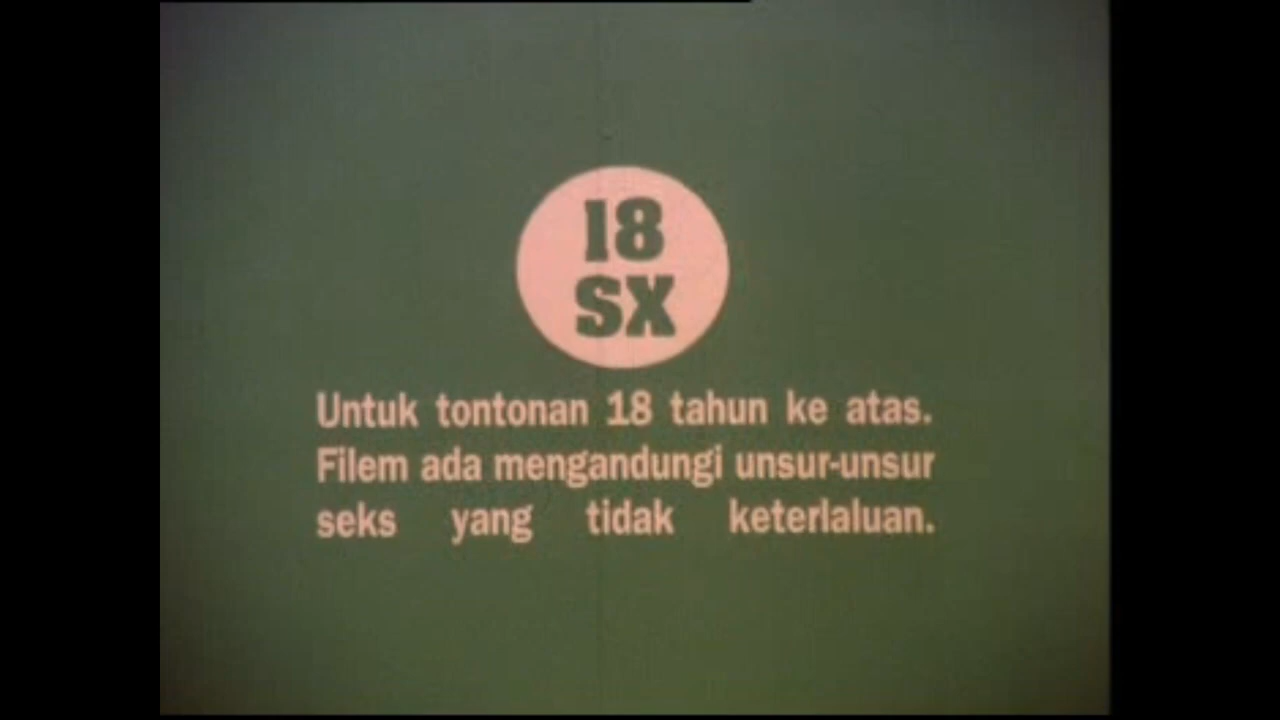 18
SX
Untuk tontonan 18 tahun ke atas.
Filem ada mengandungi unsur-unsur
seks yang tidak keterlaluan.